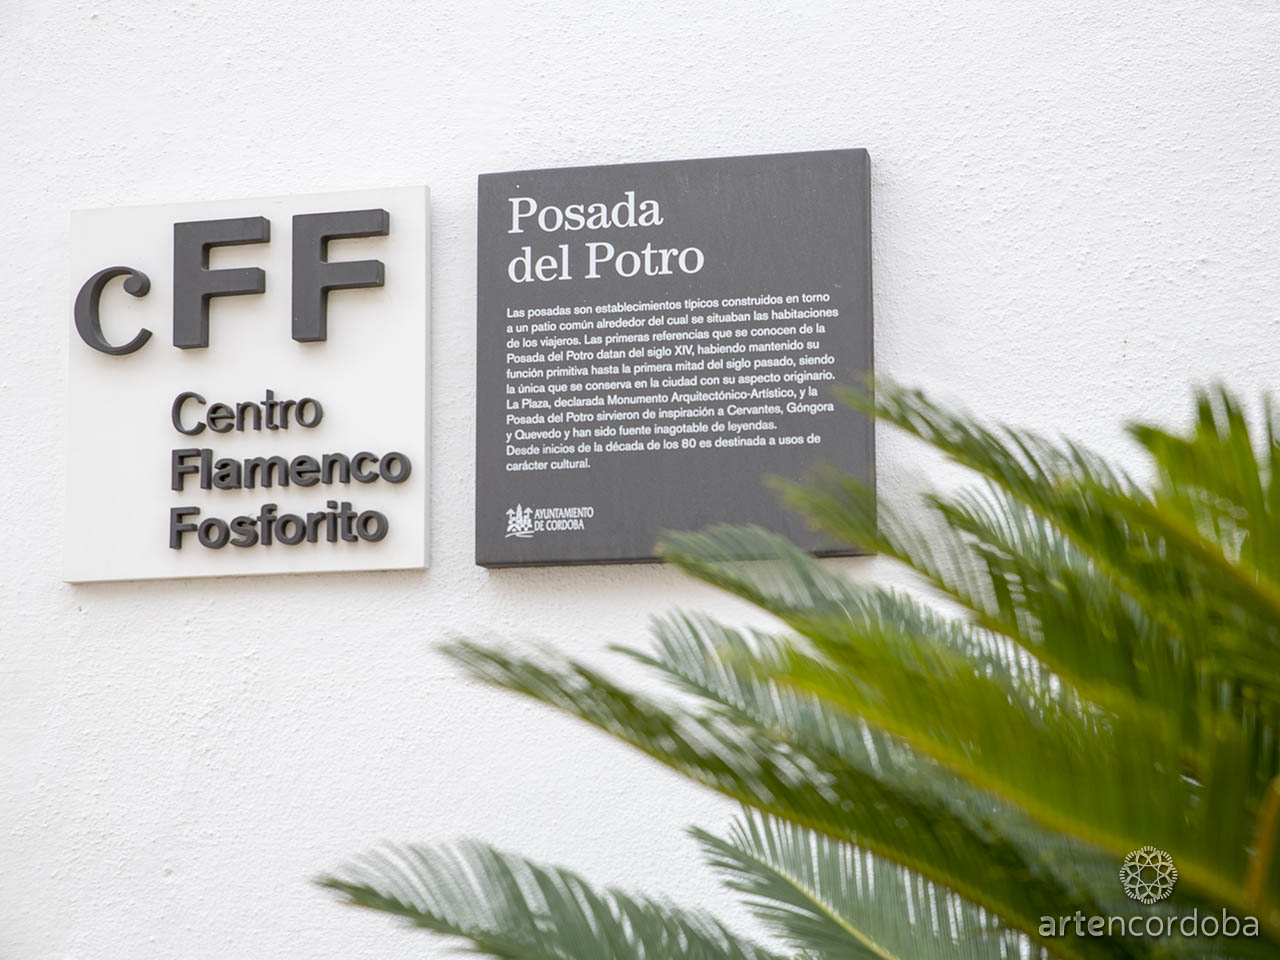 cFF
Centro
Flamenco
Fosforito
Posada
del Potro
Las posadas son establecimientos típicos construidos en torno
a un patio común alrededor del cual se situaban las habitaciones
de los viajeros. Las primeras referencias que se conocen de la
Posada del Potro datan del siglo XIV, habiendo mantenido su
función primitiva hasta la primera mitad del siglo pasado, siendo
la única que se conserva en la ciudad con su aspecto originario.
La Plaza, declarada Monumento Arquitectónico-Artístico, y la
Posada del Potro sirvieron de inspiración a Cervantes, Góngora
y Quevedo y han sido fuente inagotable de leyendas.
Desde inicios de la década de los 80 es destinada a usos de
carácter cultural.
AYUNTAMIENTO
DE CORDOBA
artencordoba